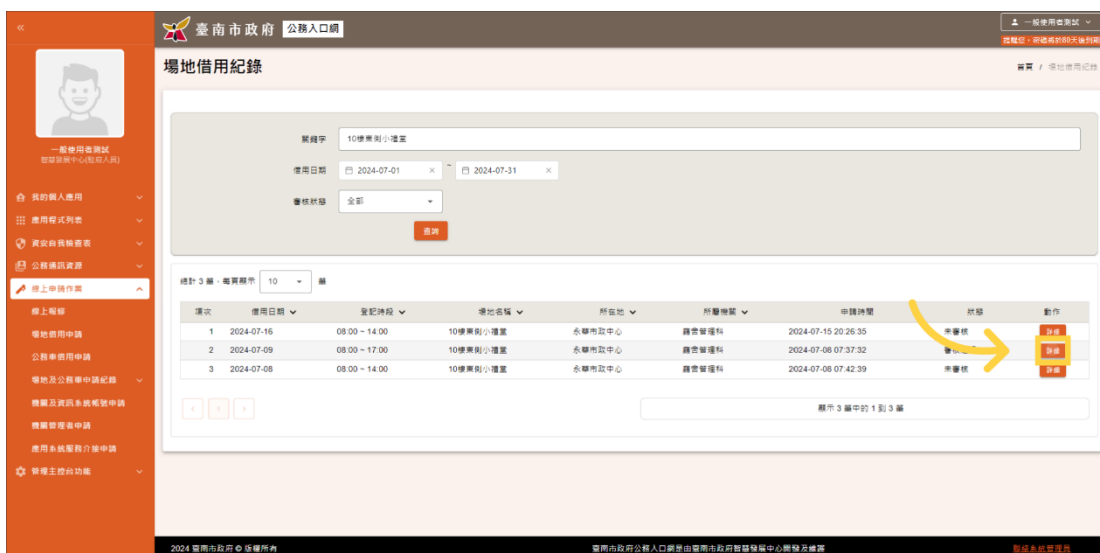 臺南市政府 公務入口網
一般使用者測試
提醒您，密碼將於80天後到期
場地借用紀錄
首頁 / 場地借用紀錄
一般使用者測試
智慧發展中心(駐府人員)
我的個人應用
應用程式列表
資安自我檢查表
公務通訊資源
線上申請作業
線上報修
場地借用申請
公務車借用申請
場地及公務車申請紀錄
機關及資訊系統帳號申請
機關管理者申請
應用系統服務介接申請
管理主控台功能
關鍵字 10樓東側小禮堂
借用日期 2024-07-01 × ~ 2024-07-31 ×
審核狀態 全部
查詢
總計 3 筆，每頁顯示 10 筆
項次 借用日期 登記時段 場地名稱 所在地 所屬機關 申請時間 狀態 動作
1 2024-07-16 08:00 ~ 14:00 10樓東側小禮堂 永華市政中心 廳舍管理科 2024-07-15 20:26:35 未審核 詳細
2 2024-07-09 08:00 ~ 17:00 10樓東側小禮堂 永華市政中心 廳舍管理科 2024-07-08 07:37:32 詳細
3 2024-07-08 08:00 ~ 14:00 10樓東側小禮堂 永華市政中心 廳舍管理科 2024-07-08 07:42:39 未審核 詳細
顯示 3 筆中的 1 到 3 筆
2024 臺南市政府 © 版權所有
臺南市政府公務入口網是由臺南市政府智慧發展中心開發及維護
聯絡系統管理員